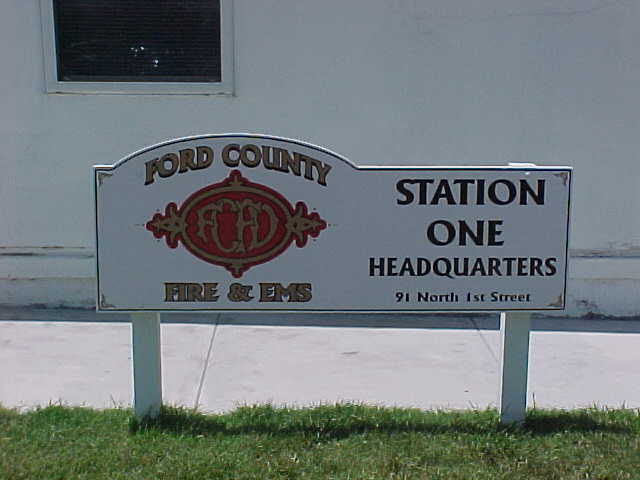 FORD COUNTY
FCFD
FIRE & EMS
STATION
ONE
HEADQUARTERS
91 North 1st Street